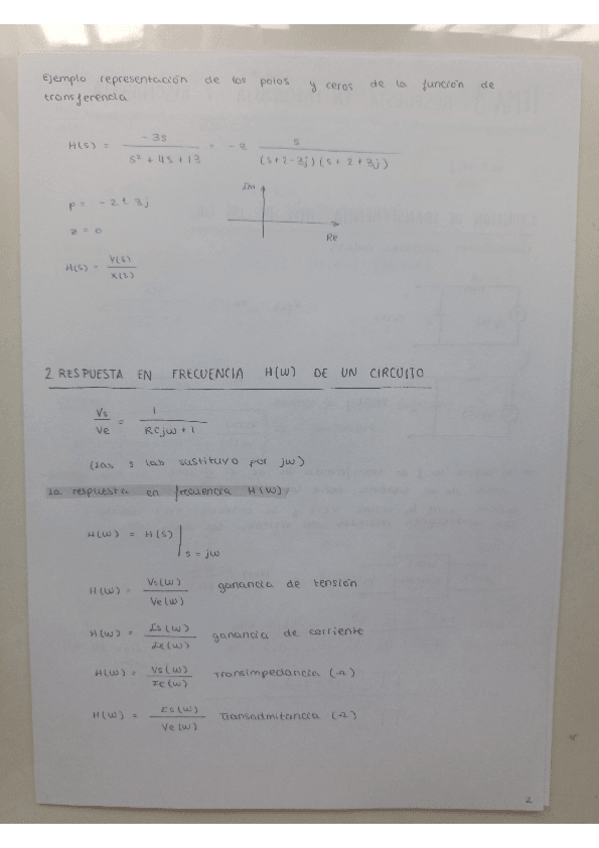 Ejemplo representación de los polos y ceros de la función de
transferencia
H(s) = -3s / s² + 4s + 13 = -2 s / (s+2-3j)(s+2+3j)
Im
p = -2 ± 3j
z = 0
Re
H(s) = Y(s) / X(s)
2 RESPUESTA EN FRECUENCIA H(W) DE UN CIRCUITO
Vs / Ve = 1 / RCjw + 1
(las s las sustituyo por jw)
La respuesta en frecuencia H(W)
H(w) = H(s) | s = jw
H(w) = Vs(w) / Ve(w) ganancia de tensión
H(w) = Is(w) / Ie(w) ganancia de corriente
H(w) = Vs(w) / Ie(w) Transimpedancia (Ω)
H(w) = Is(w) / Ve(w) Transadmitancia (Ω)
2